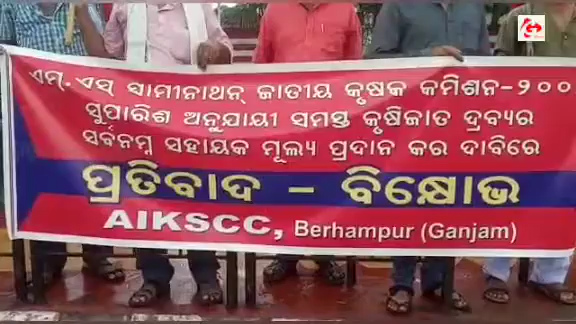 ଏମ୍.ଏସ୍ ସ୍ୱାମୀନାଥନ୍ ଜାତୀୟ କୃଷକ କମିଶନ-୨୦୦
ସୁପାରିଶ ଅନୁଯାୟୀ ସମସ୍ତ କୃଷିଜାତ ଦ୍ରବ୍ୟର
ସର୍ବନିମ୍ନ ସହାୟକ ମୂଲ୍ୟ ପ୍ରଦାନ କର ଦାବିରେ
ପ୍ରତିବାଦ - ବିକ୍ଷୋଭ
AIKSCC, Berhampur (Ganjam)